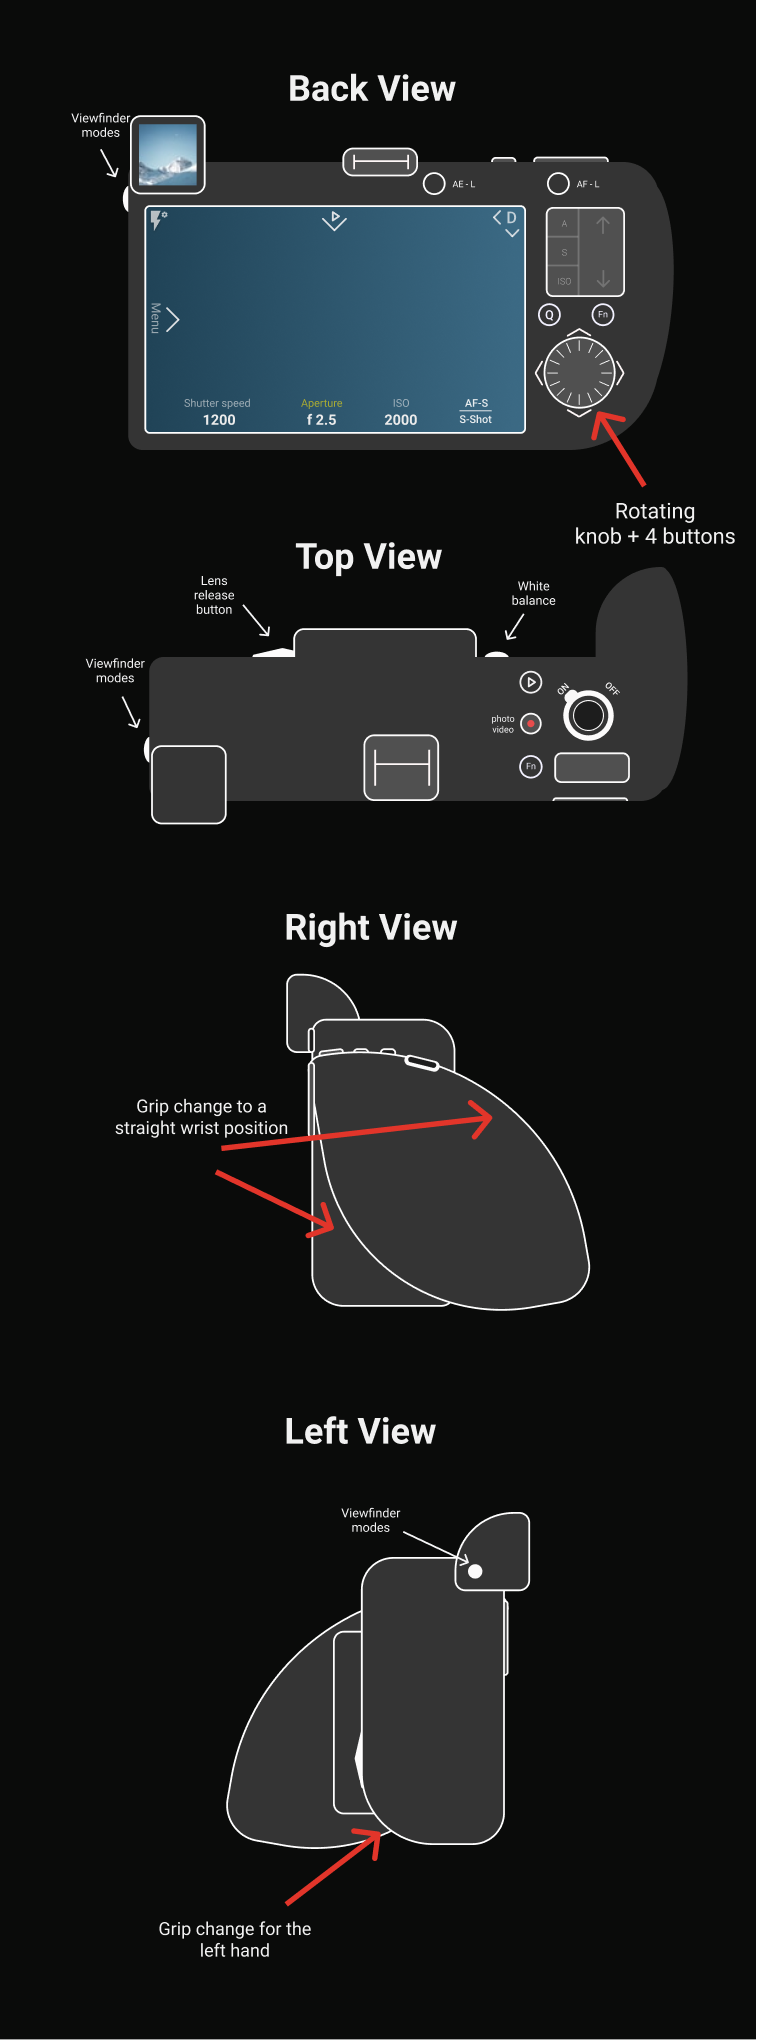 Back View
Viewfinder
modes
AE - L
AF - L
D
A
S
ISO
Menu
Q
Fn
Shutter speed
Aperture
ISO
AF-S
1200
f 2.5
2000
S-Shot
Rotating
knob + 4 buttons
Top View
Lens
release
button
White
balance
Viewfinder
modes
ON
OFF
photo
video
Fn
Right View
Grip change to a
straight wrist position
Left View
Viewfinder
modes
Grip change for the
left hand